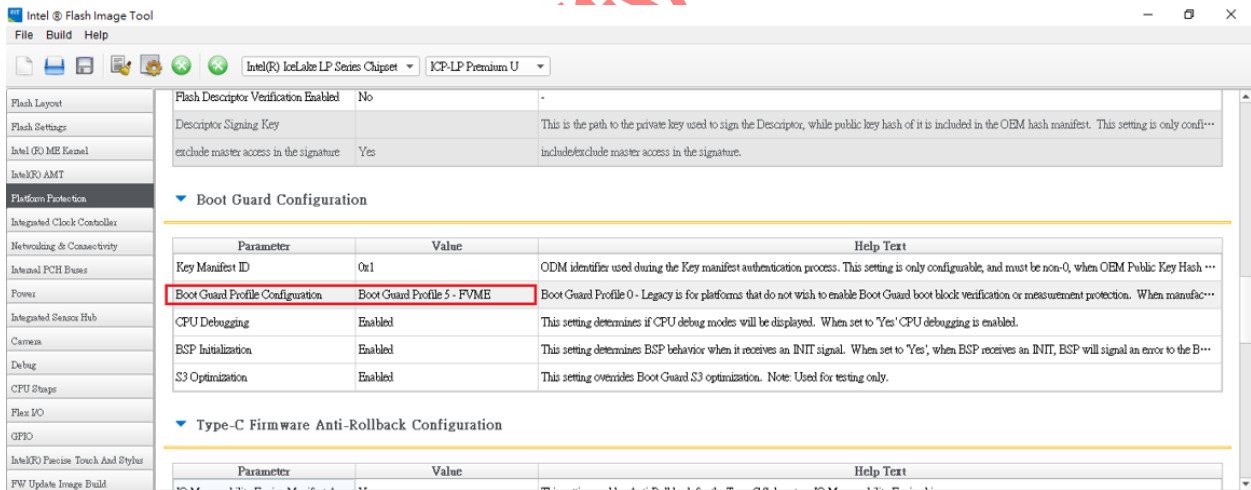 Intel ® Flash Image Tool
File Build Help
Intel(R) IceLake LP Series Chipset ICP-LP Premium U
Flash Layout
Flash Settings
Intel (R) ME Kernel
Intel(R) AMT
Platform Protection
Integrated Clock Controller
Networking & Connectivity
Internal PCH Buses
Power
Integrated Sensor Hub
Camera
Debug
CPU Straps
Flex I/O
GPIO
Intel(R) Precise Touch And Stylus
FW Update Image Build
Flash Descriptor Verification Enabled No -
Descriptor Signing Key This is the path to the private key used to sign the Descriptor, while public key hash of it is included in the OEM hash manifest. This setting is only confi···
exclude master access in the signature Yes include/exclude master access in the signature.
Boot Guard Configuration
Parameter Value Help Text
Key Manifest ID 0x1 ODM identifier used during the Key manifest authentication process. This setting is only configurable, and must be non-0, when OEM Public Key Hash ···
Boot Guard Profile Configuration Boot Guard Profile 5 - FVME Boot Guard Profile 0 - Legacy is for platforms that do not wish to enable Boot Guard boot block verification or measurement protection. When manufac···
CPU Debugging Enabled This setting determines if CPU debug modes will be displayed. When set to 'Yes' CPU debugging is enabled.
BSP Initialization Enabled This setting determines BSP behavior when it receives an INIT signal. When set to 'Yes', when BSP receives an INIT, BSP will signal an error to the B···
S3 Optimization Enabled This setting overrides Boot Guard S3 optimization. Note: Used for testing only.
Type-C Firmware Anti-Rollback Configuration
Parameter Value Help Text